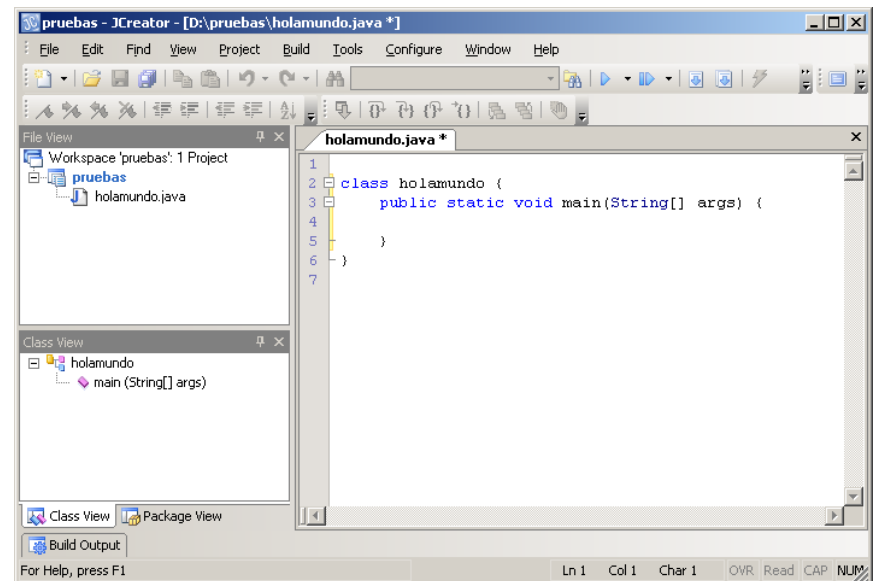 pruebas - JCreator - [D:\pruebas\holamundo.java *]
File Edit Find View Project Build Tools Configure Window Help
File View
Workspace 'pruebas': 1 Project
pruebas
holamundo.java
Class View
holamundo
main (String[] args)
Class View Package View
holamundo.java *
1
2 class holamundo {
3 public static void main(String[] args) {
4
5 }
6 }
7
Build Output
For Help, press F1 Ln 1 Col 1 Char 1 OVR Read CAP NUM